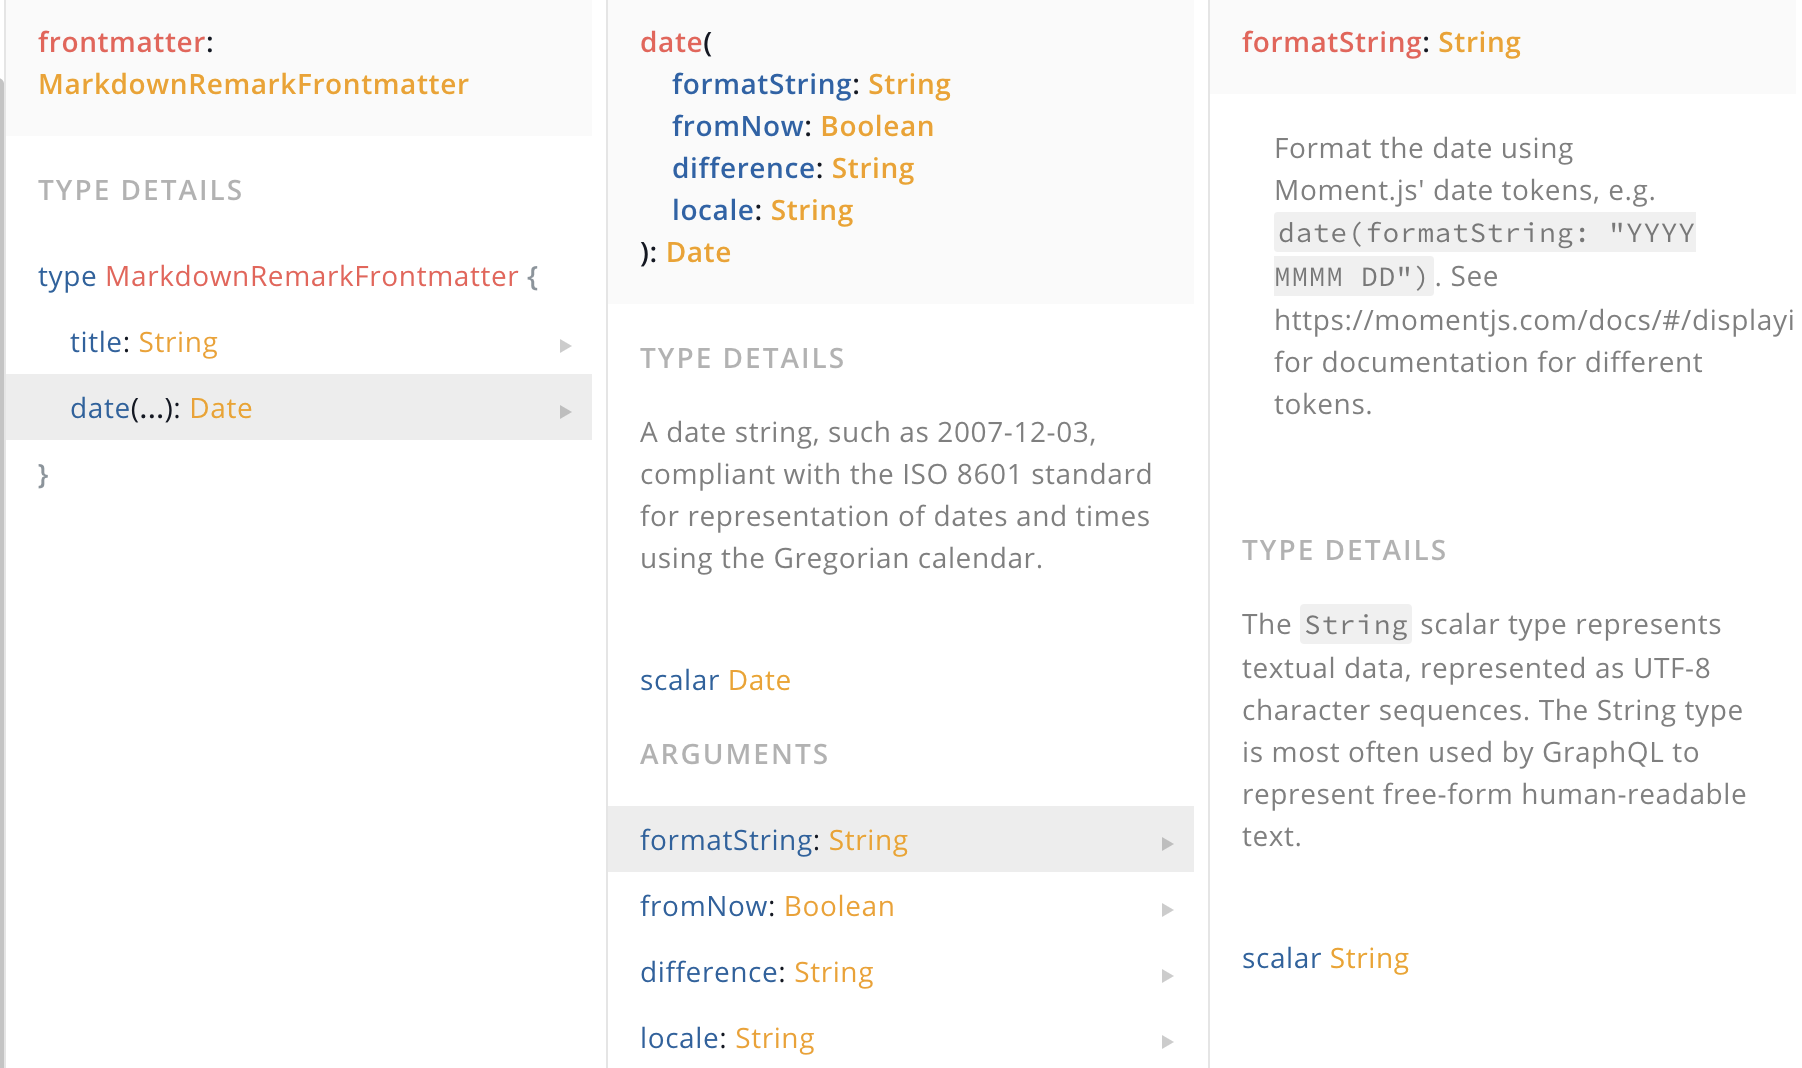 frontmatter:
MarkdownRemarkFrontmatter
TYPE DETAILS
type MarkdownRemarkFrontmatter {
title: String
date(...): Date
}
date(
formatString: String
fromNow: Boolean
difference: String
locale: String
): Date
TYPE DETAILS
A date string, such as 2007-12-03,
compliant with the ISO 8601 standard
for representation of dates and times
using the Gregorian calendar.
scalar Date
ARGUMENTS
formatString: String
fromNow: Boolean
difference: String
locale: String
formatString: String
Format the date using
Moment.js' date tokens, e.g.
date(formatString: "YYYY
MMMM DD"). See
https://momentjs.com/docs/#/displayi
for documentation for different
tokens.
TYPE DETAILS
The String scalar type represents
textual data, represented as UTF-8
character sequences. The String type
is most often used by GraphQL to
represent free-form human-readable
text.
scalar String